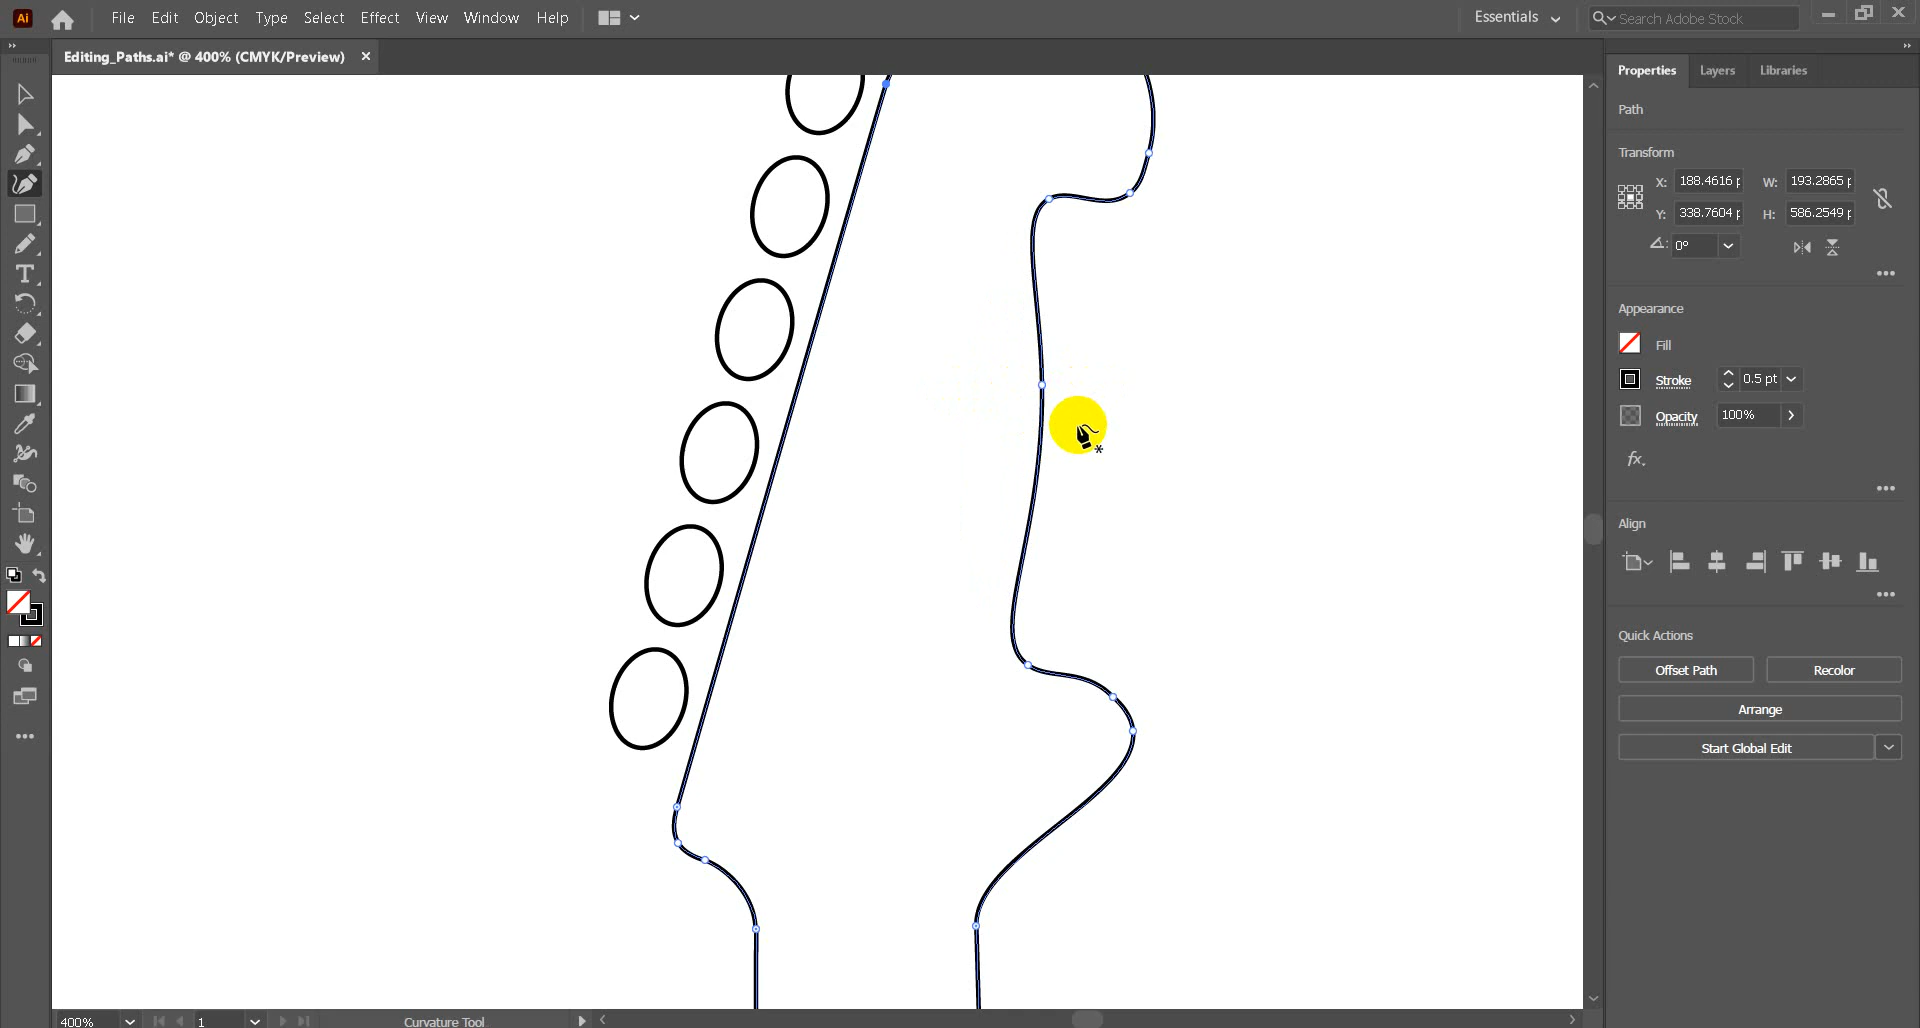 Ai File Edit Object Type Select Effect View Window Help Essentials Search Adobe Stock
Editing_Paths.ai* @ 400% (CMYK/Preview)
Properties Layers Libraries
Path
Transform
X: 188.4616 W: 193.2865
Y: 338.7604 H: 586.2549
0°
Appearance
Fill
Stroke 0.5 pt
Opacity 100%
fx.
Align
Quick Actions
Offset Path Recolor
Arrange
Start Global Edit
400% 1 Curvature Tool